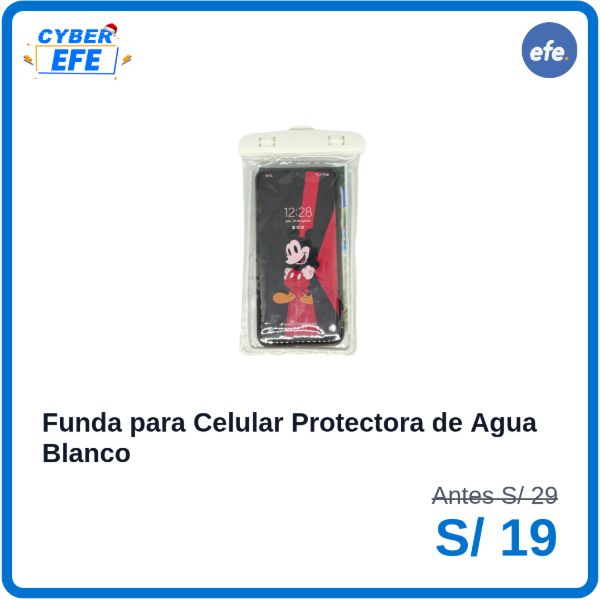 CYBER
EFE
efe.
12:28
Funda para Celular Protectora de Agua
Blanco
Antes S/ 29
S/ 19